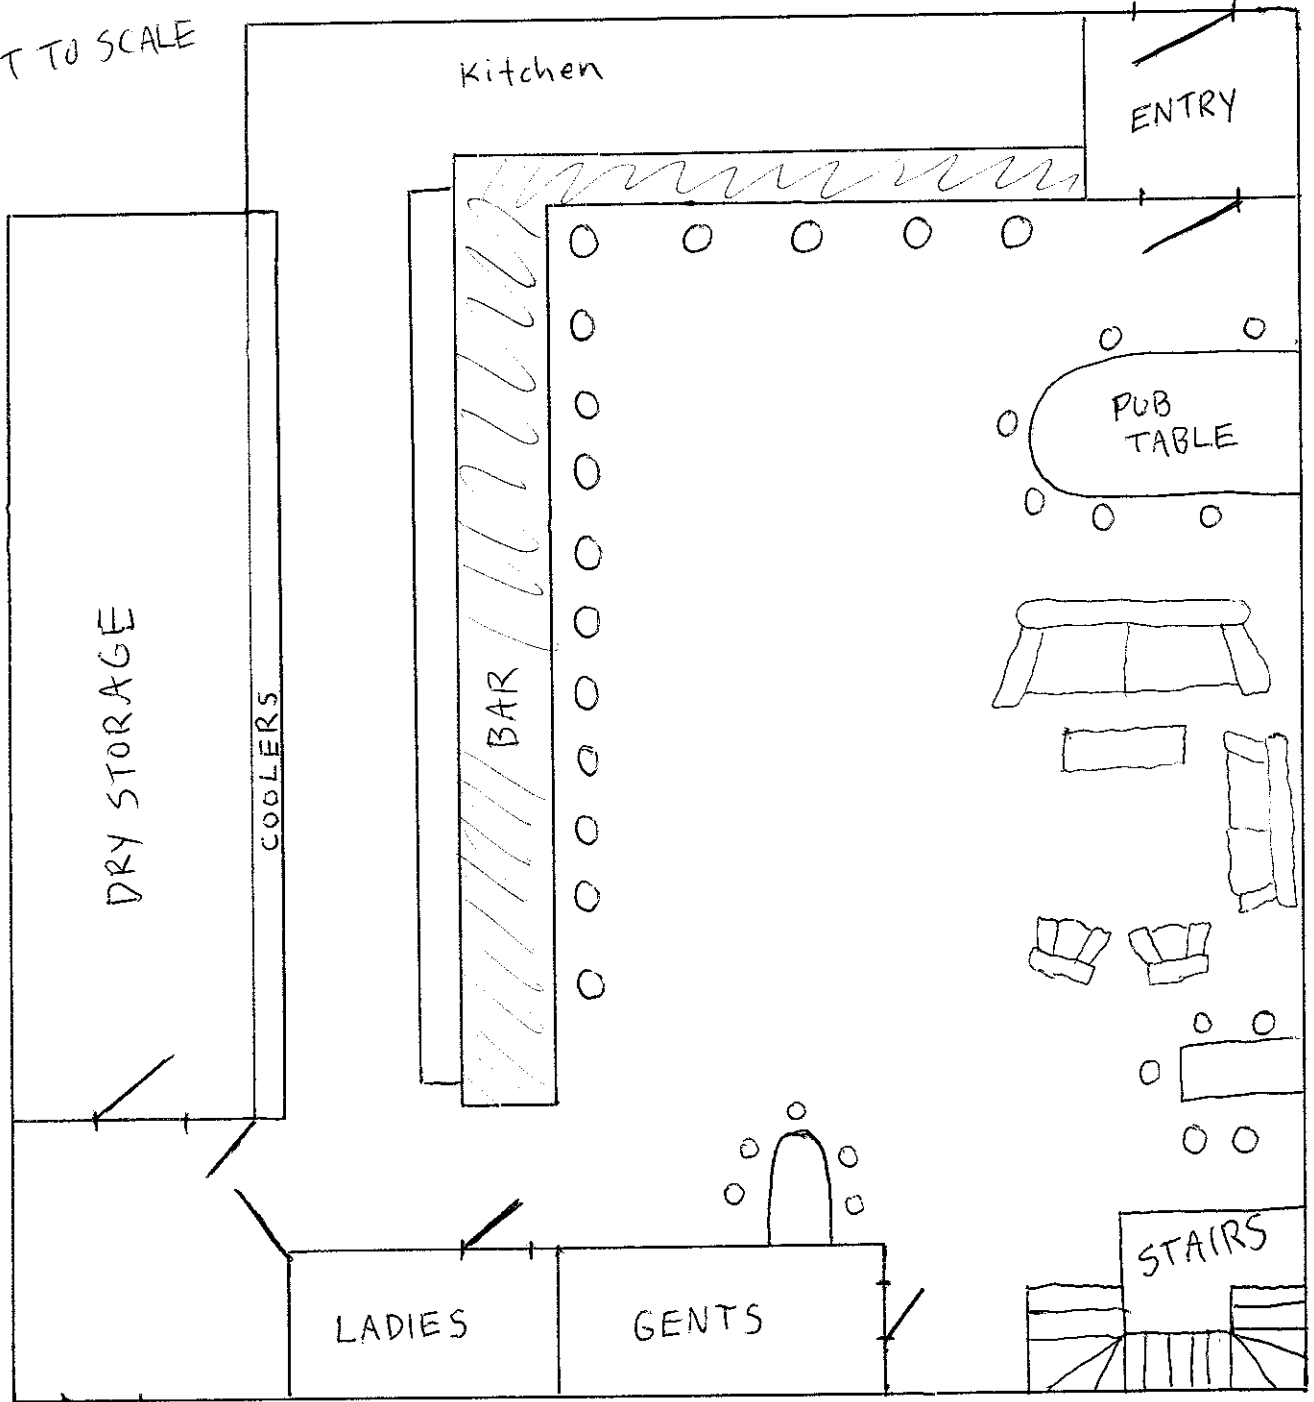 T TO SCALE
Kitchen
ENTRY
PUB
TABLE
DRY STORAGE
COOLERS
BAR
STAIRS
LADIES
GENTS